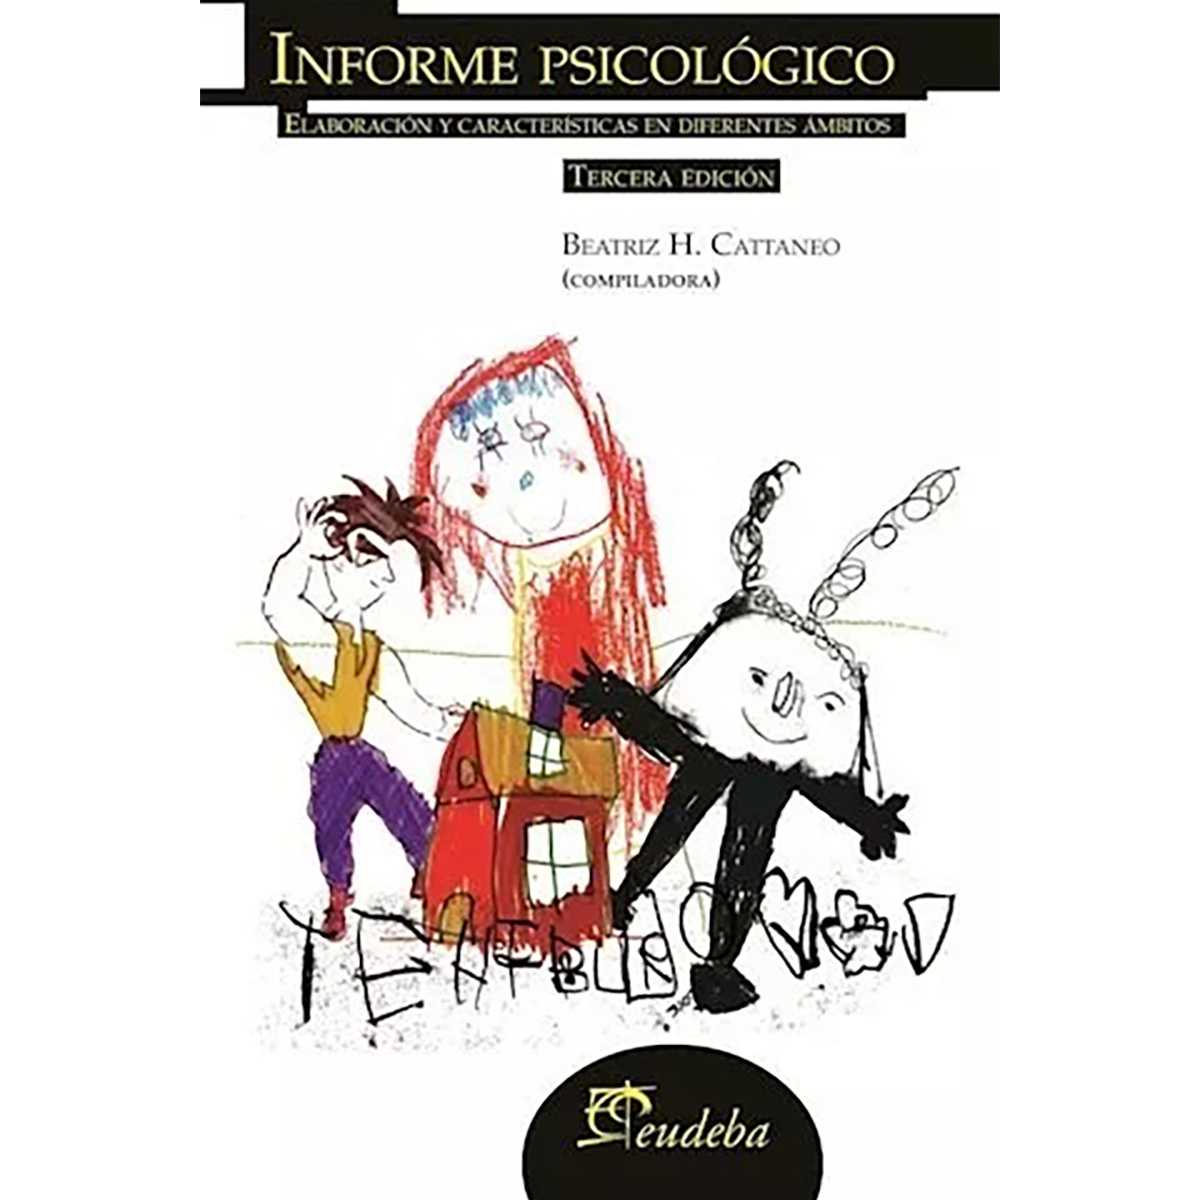 INFORME PSICOLÓGICO
ELABORACIÓN Y CARACTERÍSTICAS EN DIFERENTES ÁMBITOS
TERCERA EDICIÓN
BEATRIZ H. CATTANEO
(COMPILADORA)
eudeba